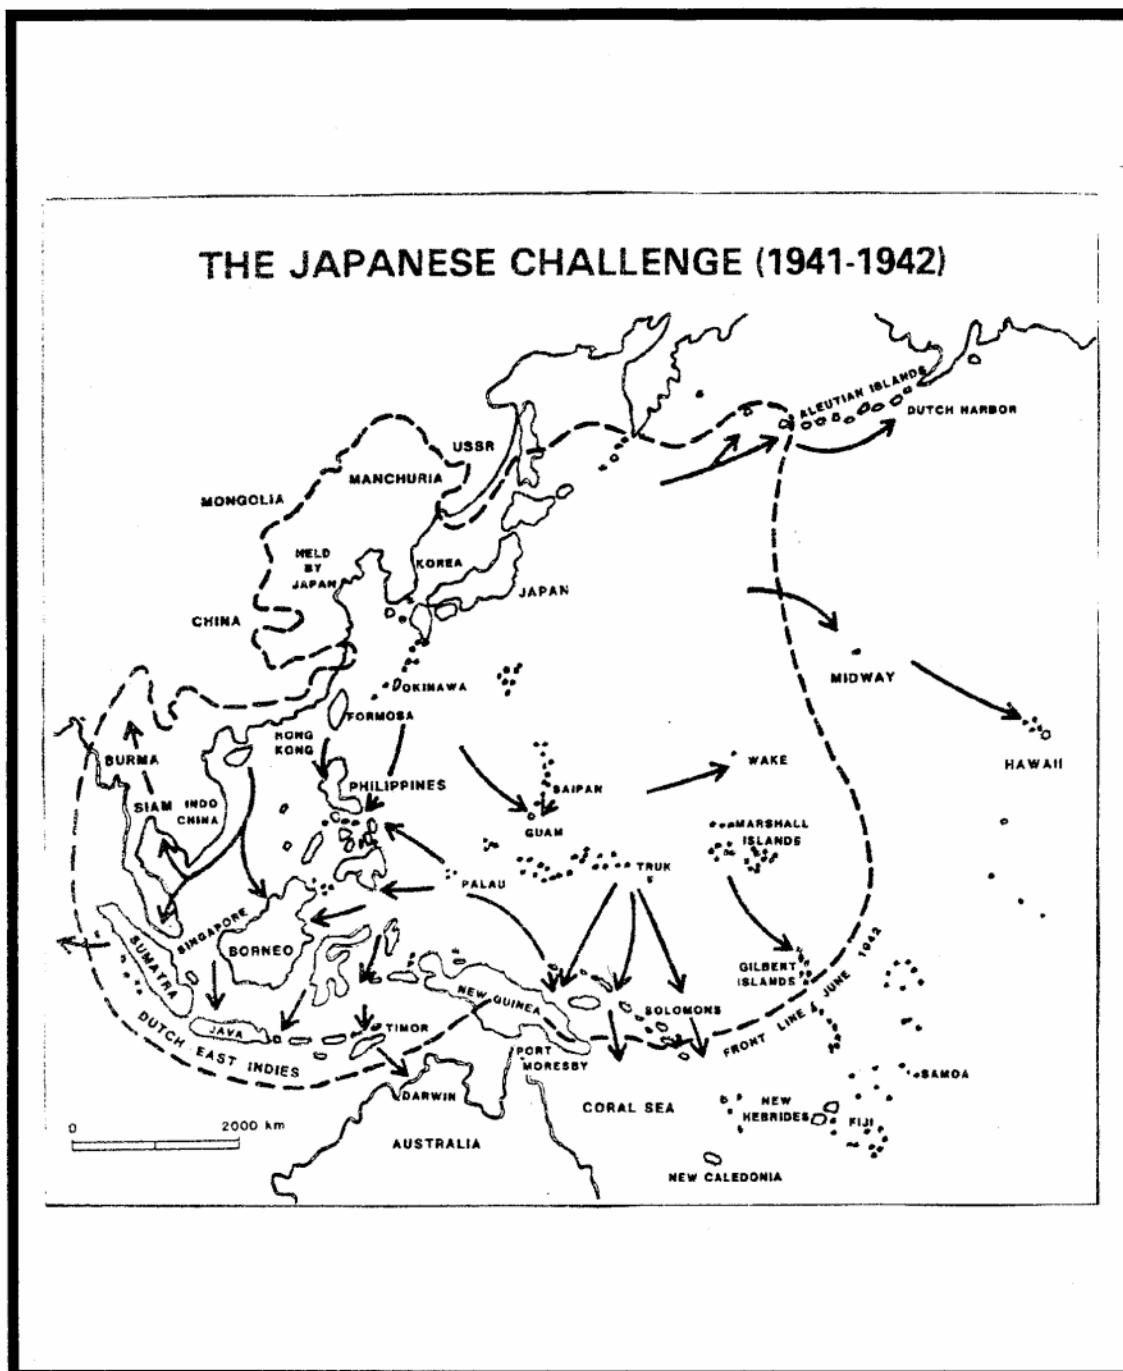 THE JAPANESE CHALLENGE (1941-1942)
ALEUTIAN ISLANDS
DUTCH HARBOR
USSR
MANCHURIA
MONGOLIA
HELD
BY
JAPAN
KOREA
JAPAN
CHINA
MIDWAY
OKINAWA
FORMOSA
HONG
KONG
HAWAII
BURMA
WAKE
PHILIPPINES
SAIPAN
SIAM
INDO
CHINA
GUAM
MARSHALL
ISLANDS
TRUK
PALAU
SINGAPORE
SUMATRA
BORNEO
GILBERT
ISLANDS
NEW GUINEA
SOLOMONS
FRONT LINE JUNE 1942
JAVA
TIMOR
DUTCH EAST INDIES
PORT
MORESBY
SAMOA
DARWIN
CORAL SEA
NEW
HEBRIDES
FIJI
0 2000 km
AUSTRALIA
NEW CALEDONIA